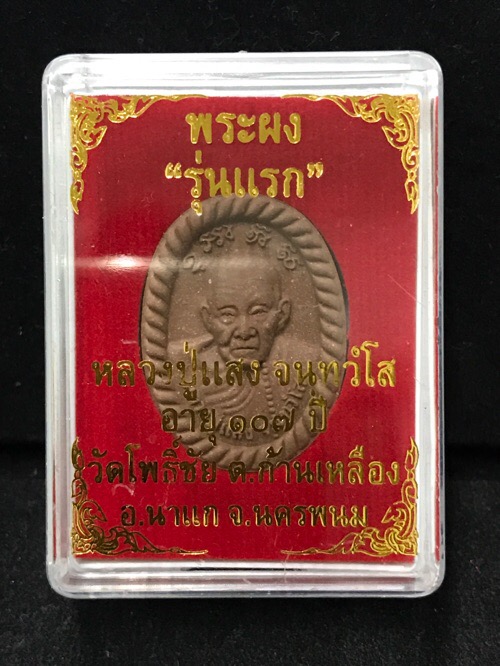 พระผง
“รุ่นแรก”
หลวงปู่แสง จนฺทวํโส
อายุ ๑๐๗ ปี
วัดโพธิ์ชัย ต.ก้านเหลือง
อ.นาแก จ.นครพนม